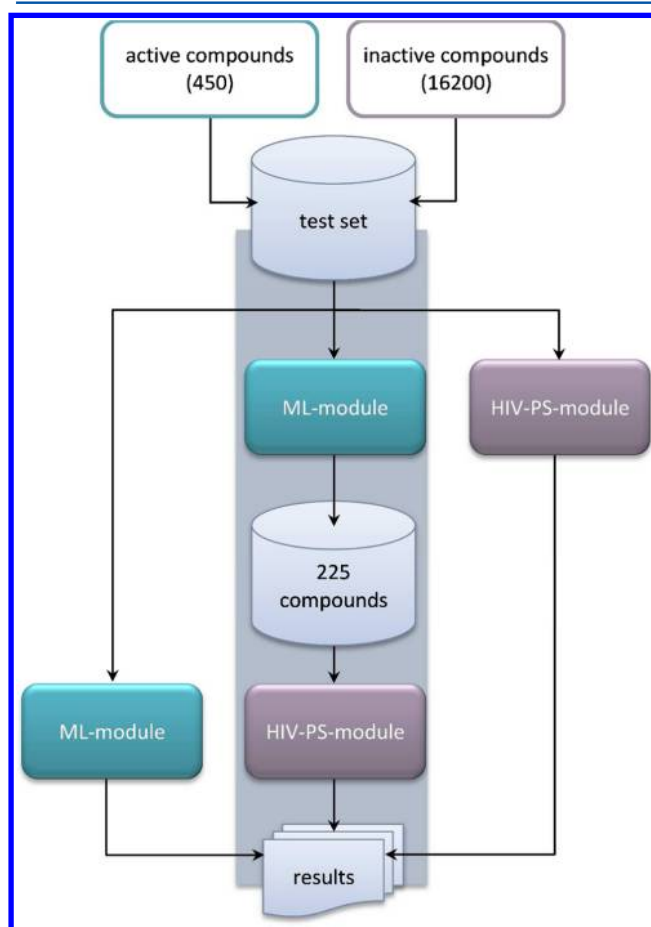 active compounds
(450)
inactive compounds
(16200)
test set
ML-module
HIV-PS-module
225
compounds
ML-module
HIV-PS-module
results